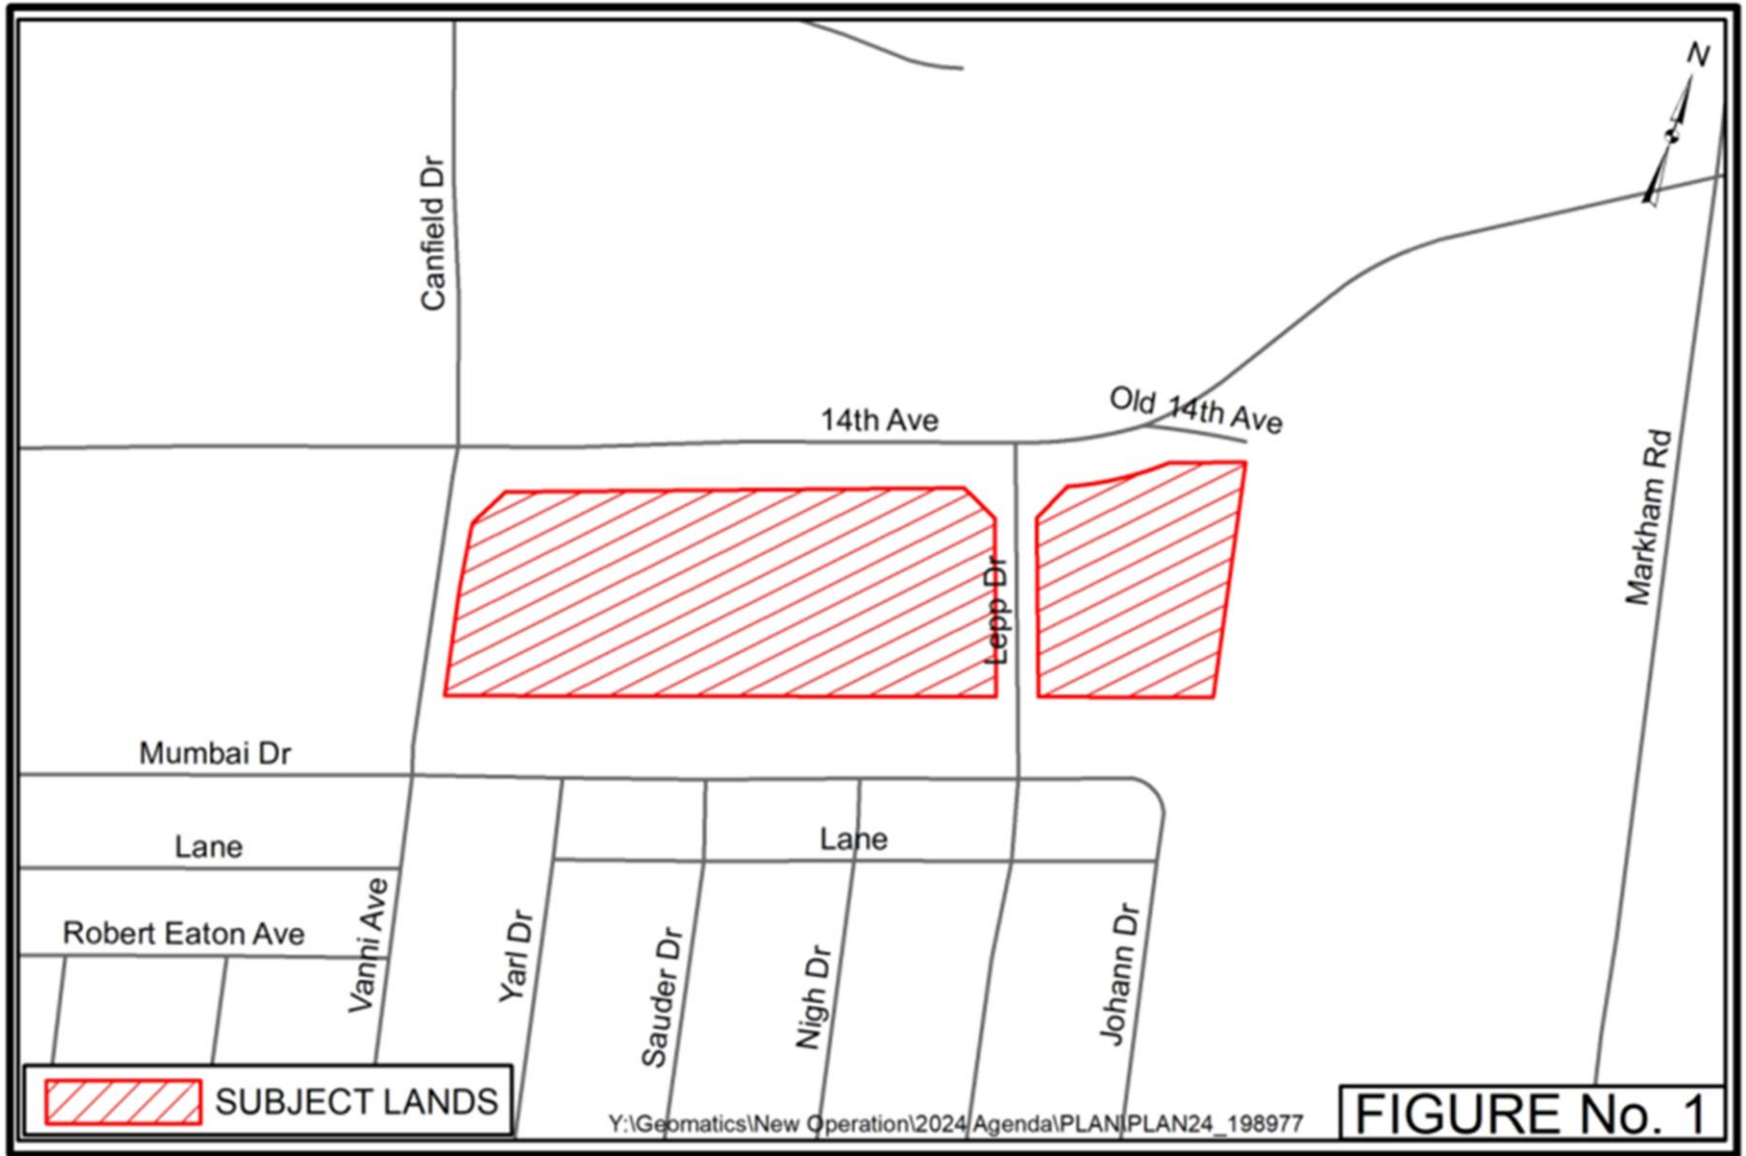 N
Canfield Dr
14th Ave
Old 14th Ave
Markham Rd
Lepp Dr
Mumbai Dr
Lane
Lane
Robert Eaton Ave
Vanni Ave
Yarl Dr
Sauder Dr
Nigh Dr
Johann Dr
SUBJECT LANDS
Y:\Geomatics\New Operation\2024 Agenda\PLAN\PLAN24_198977
FIGURE No. 1